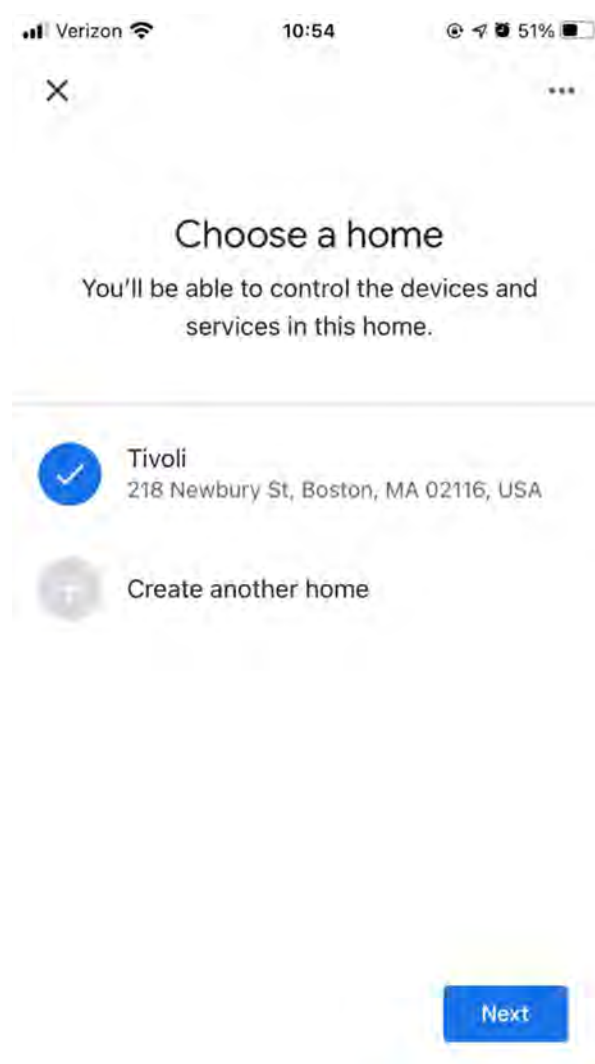 Verizon 10:54 51%
Choose a home
You'll be able to control the devices and
services in this home.
Tivoli
218 Newbury St, Boston, MA 02116, USA
Create another home
Next